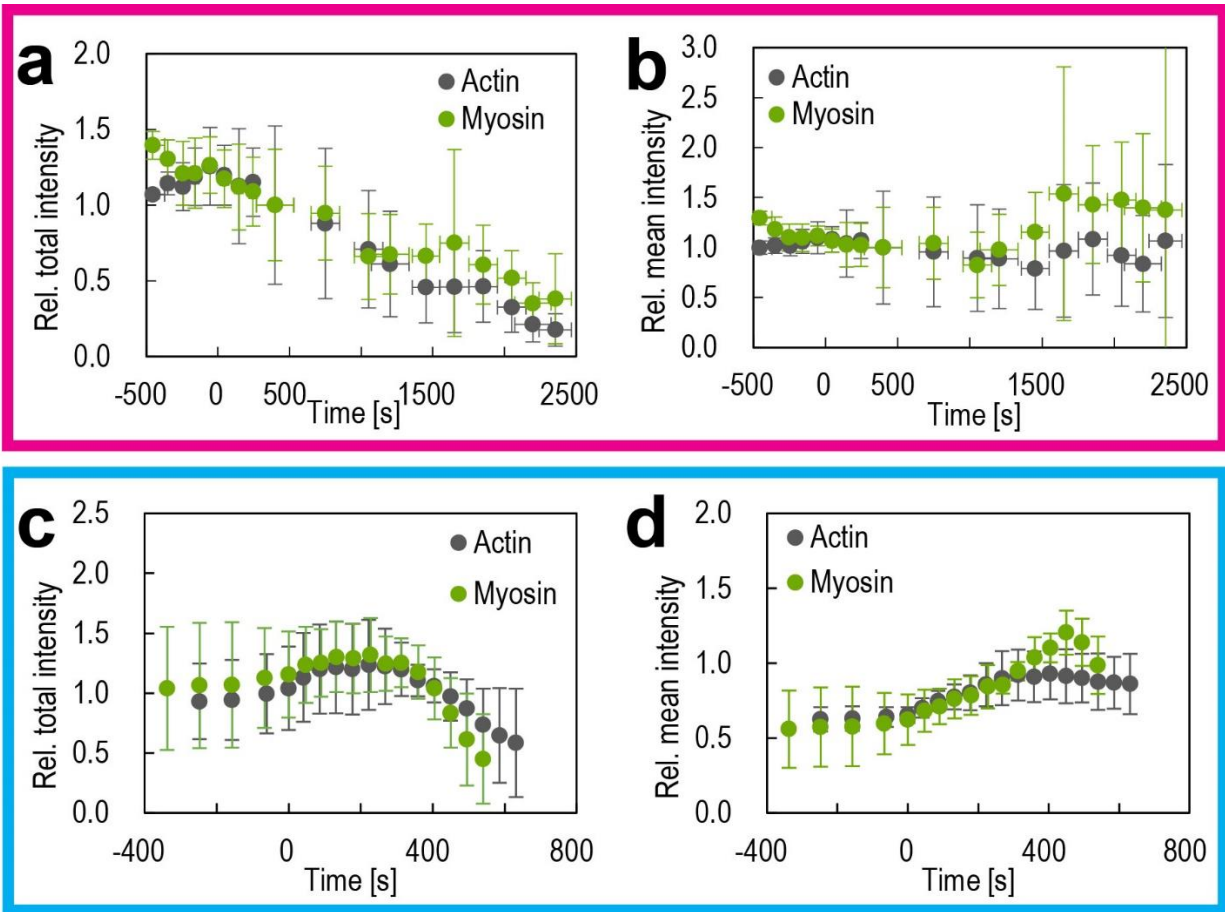 a
2.0
1.5
1.0
0.5
0.0
Rel. total intensity
Actin
Myosin
-500 0 500 1500 2500
Time [s]
b
3.0
2.5
2.0
1.5
1.0
0.5
0.0
Rel. mean intensity
Actin
Myosin
-500 0 500 1500 2500
Time [s]
c
2.5
2.0
1.5
1.0
0.5
0.0
Rel. total intensity
Actin
Myosin
-400 0 400 800
Time [s]
d
2.0
1.5
1.0
0.5
0.0
Rel. mean intensity
Actin
Myosin
-400 0 400 800
Time [s]